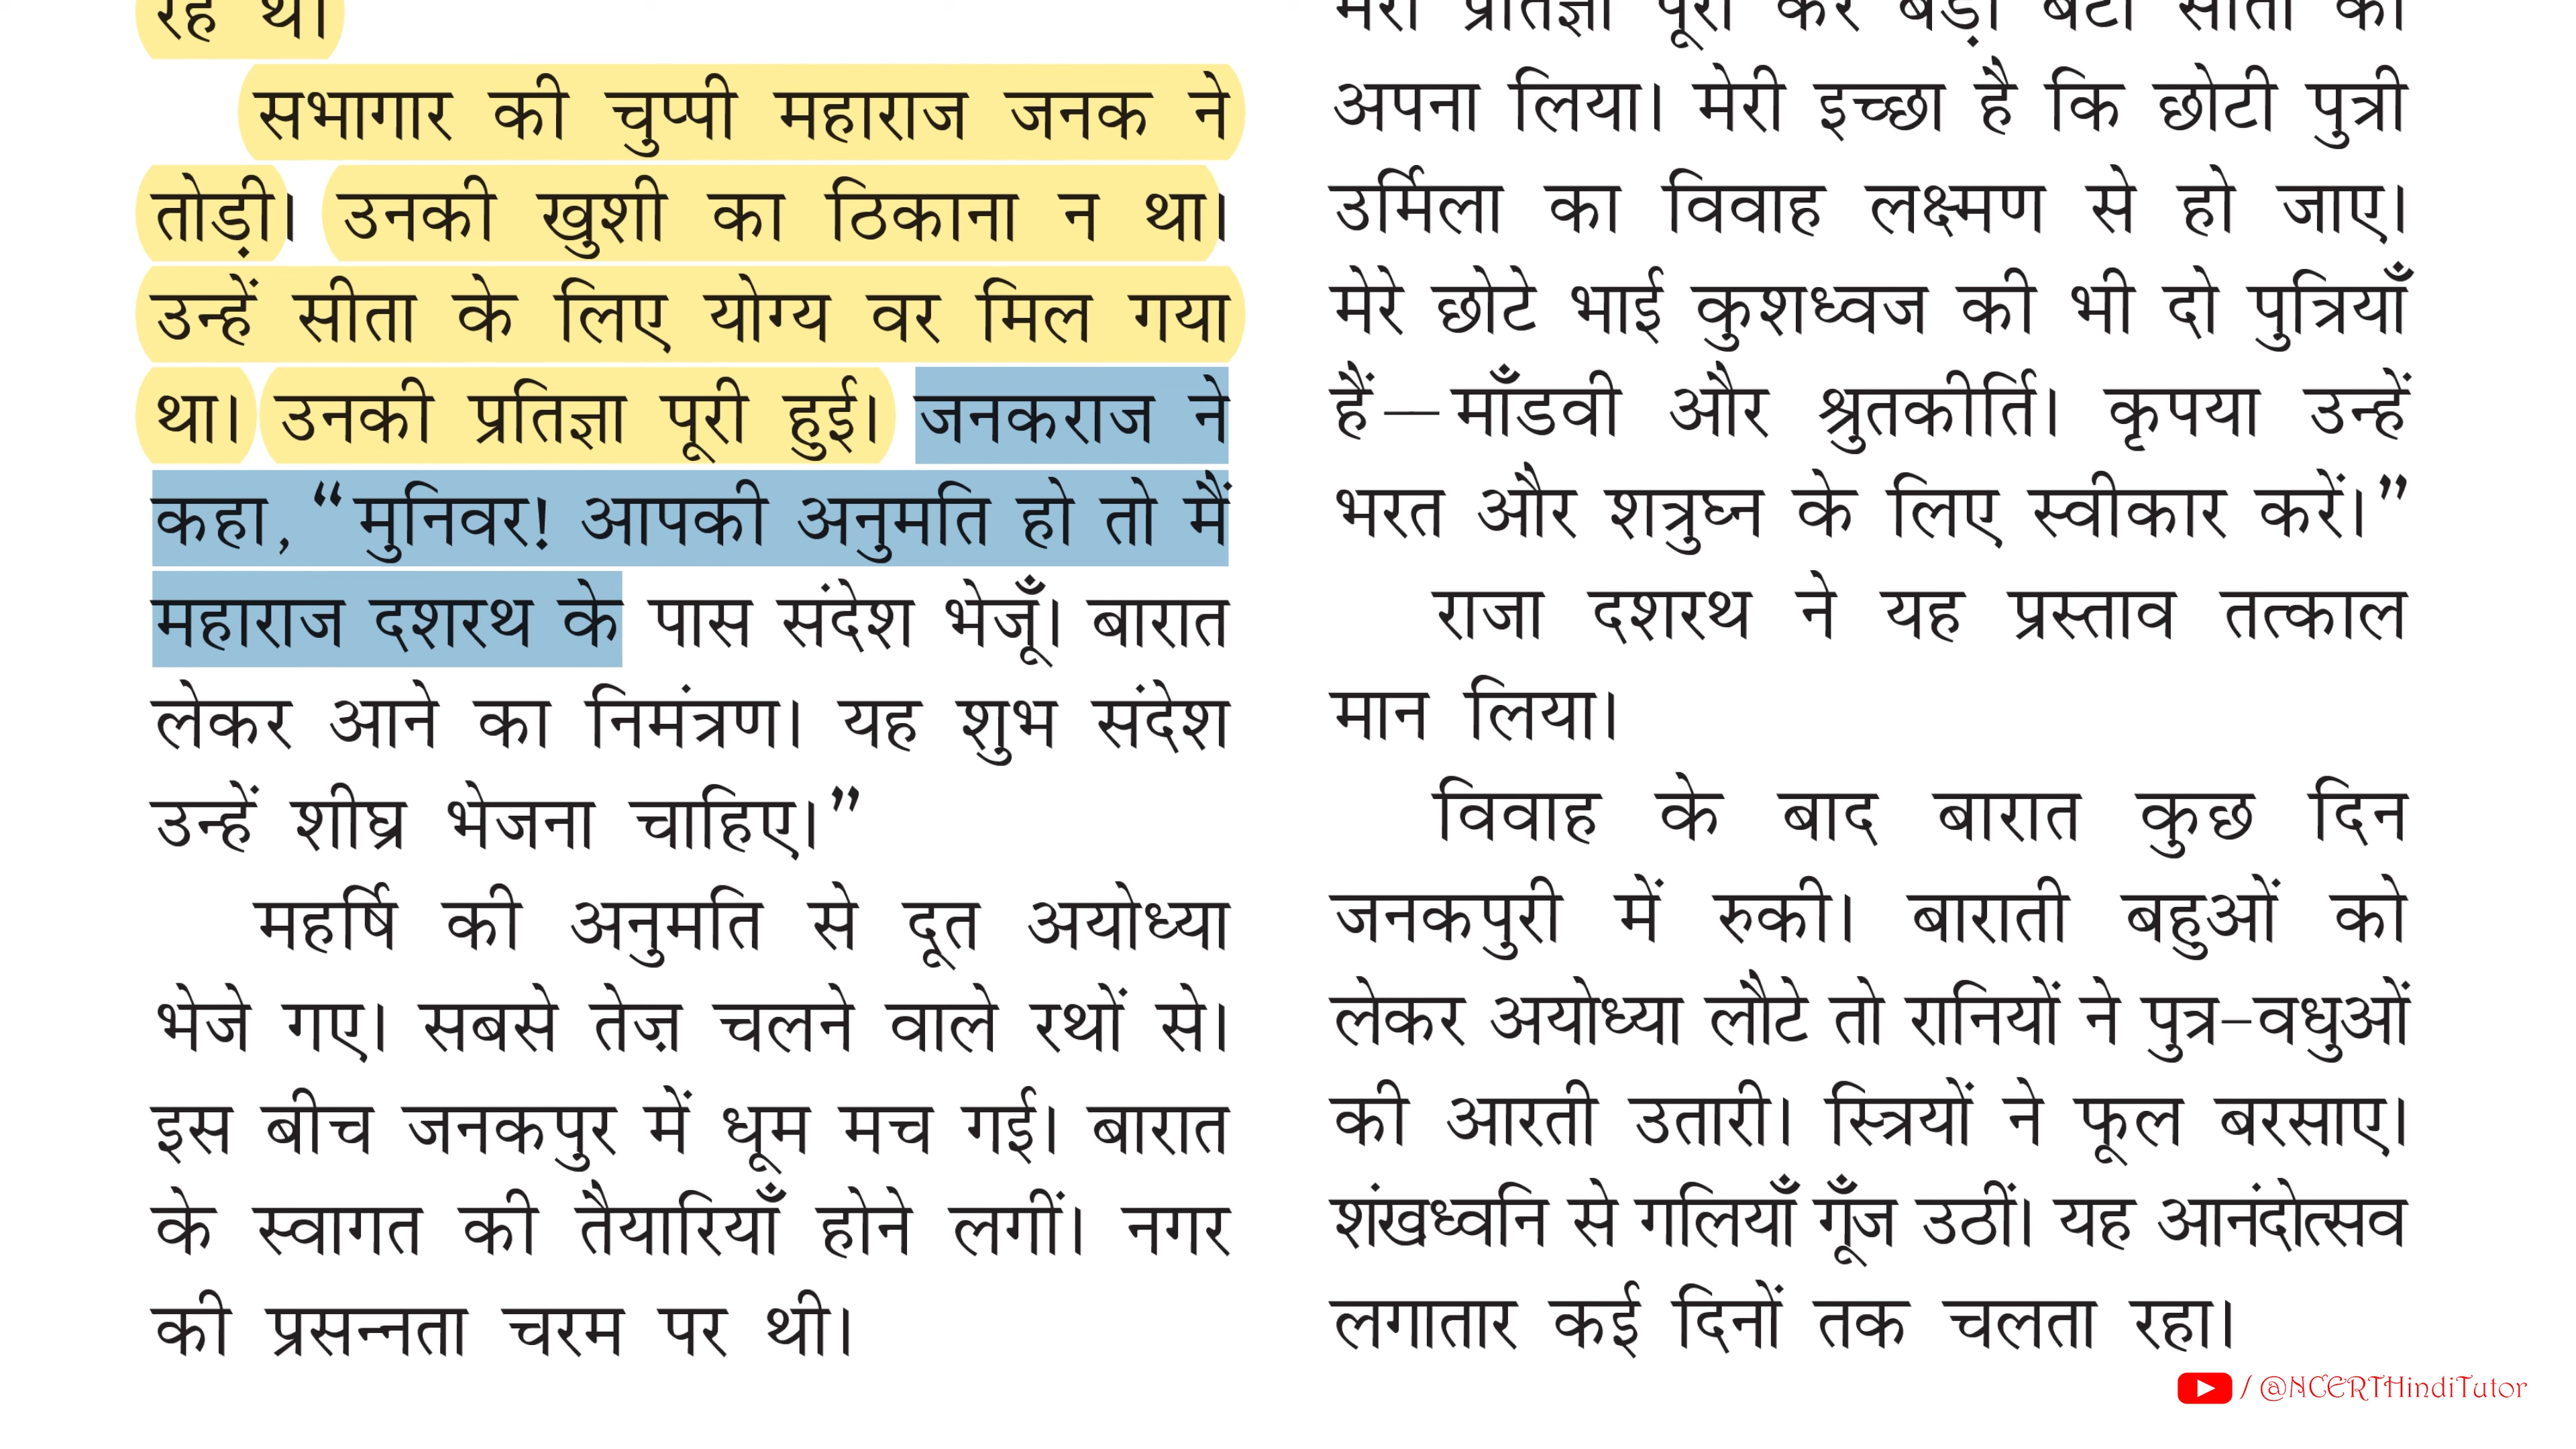 रहे थे।
सभागार की चुप्पी महाराज जनक ने
तोड़ी। उनकी खुशी का ठिकाना न था।
उन्हें सीता के लिए योग्य वर मिल गया
था। उनकी प्रतिज्ञा पूरी हुई। जनकराज ने
कहा, “मुनिवर! आपकी अनुमति हो तो मैं
महाराज दशरथ के पास संदेश भेजूँ। बारात
लेकर आने का निमंत्रण। यह शुभ संदेश
उन्हें शीघ्र भेजना चाहिए।”
महर्षि की अनुमति से दूत अयोध्या
भेजे गए। सबसे तेज़ चलने वाले रथों से।
इस बीच जनकपुर में धूम मच गई। बारात
के स्वागत की तैयारियाँ होने लगीं। नगर
की प्रसन्नता चरम पर थी।
मेरी प्रतिज्ञा पूरी कर बड़ी बेटी सीता को
अपना लिया। मेरी इच्छा है कि छोटी पुत्री
उर्मिला का विवाह लक्ष्मण से हो जाए।
मेरे छोटे भाई कुशध्वज की भी दो पुत्रियाँ
हैं—माँडवी और श्रुतकीर्ति। कृपया उन्हें
भरत और शत्रुघ्न के लिए स्वीकार करें।”
राजा दशरथ ने यह प्रस्ताव तत्काल
मान लिया।
विवाह के बाद बारात कुछ दिन
जनकपुरी में रुकी। बाराती बहुओं को
लेकर अयोध्या लौटे तो रानियों ने पुत्र-वधुओं
की आरती उतारी। स्त्रियों ने फूल बरसाए।
शंखध्वनि से गलियाँ गूँज उठीं। यह आनंदोत्सव
लगातार कई दिनों तक चलता रहा।
/ @NCERTHindiTutor